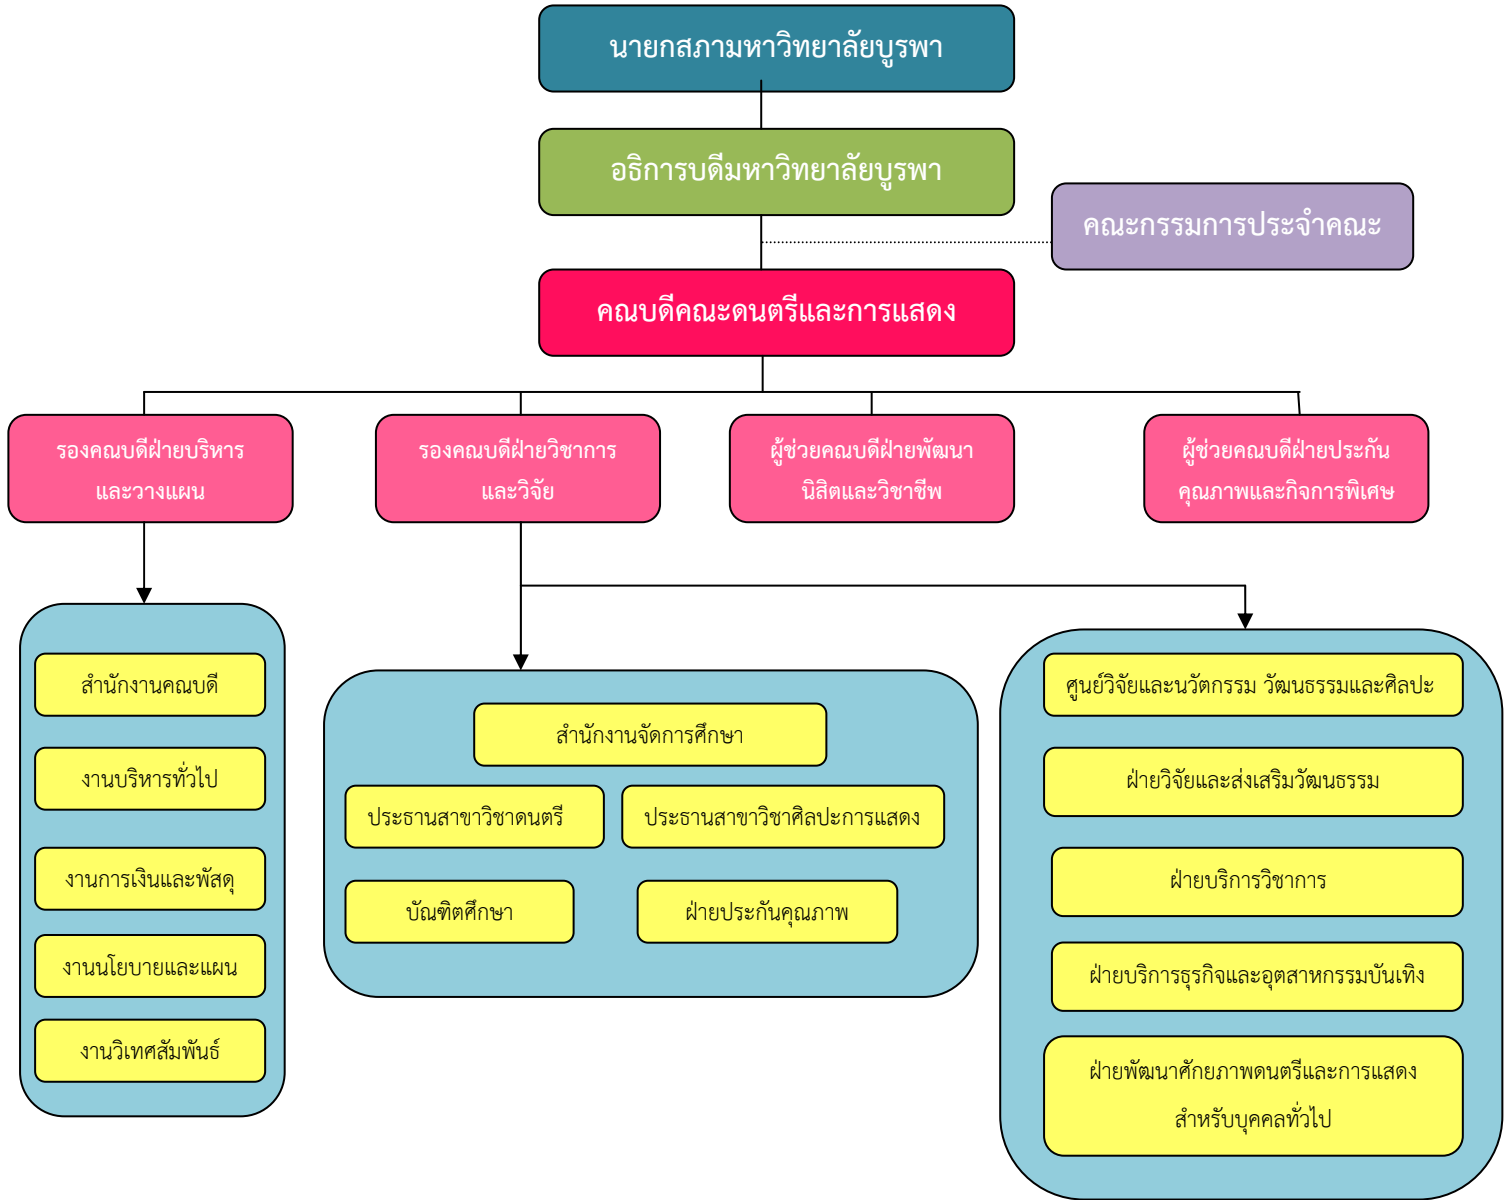 นายกสภามหาวิทยาลัยบูรพา
อธิการบดีมหาวิทยาลัยบูรพา
คณะกรรมการประจำคณะ
คณบดีคณะดนตรีและการแสดง
รองคณบดีฝ่ายบริหาร
และวางแผน
รองคณบดีฝ่ายวิชาการ
และวิจัย
ผู้ช่วยคณบดีฝ่ายพัฒนา
นิสิตและวิชาชีพ
ผู้ช่วยคณบดีฝ่ายประกัน
คุณภาพและกิจการพิเศษ
สำนักงานคณบดี
งานบริหารทั่วไป
งานการเงินและพัสดุ
งานนโยบายและแผน
งานวิเทศสัมพันธ์
สำนักงานจัดการศึกษา
ประธานสาขาวิชาดนตรี
ประธานสาขาวิชาศิลปะการแสดง
บัณฑิตศึกษา
ฝ่ายประกันคุณภาพ
ศูนย์วิจัยและนวัตกรรม วัฒนธรรมและศิลปะ
ฝ่ายวิจัยและส่งเสริมวัฒนธรรม
ฝ่ายบริการวิชาการ
ฝ่ายบริการธุรกิจและอุตสาหกรรมบันเทิง
ฝ่ายพัฒนาศักยภาพดนตรีและการแสดง
สำหรับบุคคลทั่วไป